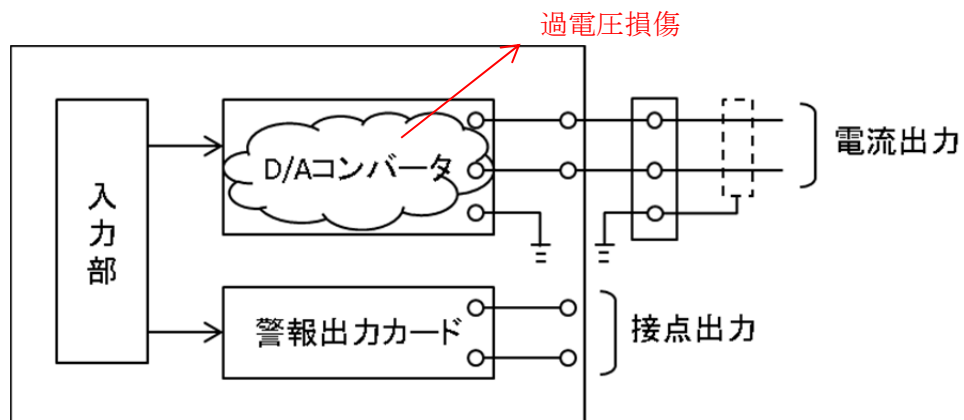 過電圧損傷
D/Aコンバータ
電流出力
入力部
警報出力カード
接点出力